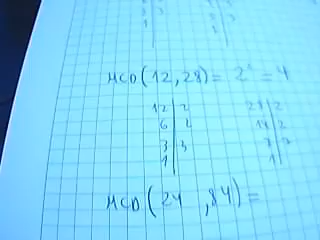 MCD(12,28) = 2² = 4
12 | 2 28 | 2
6 | 2 14 | 2
3 | 3 7 | 7
1 | 1 |
MCD(24 ,84) =